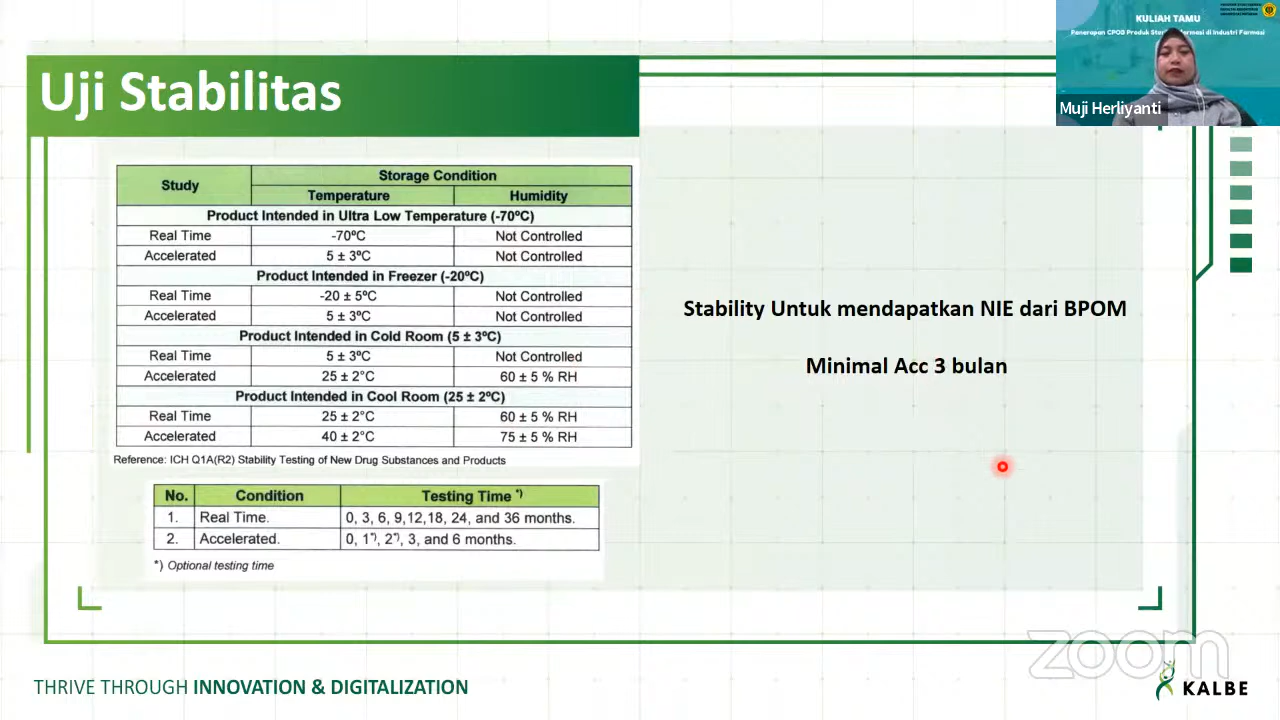 Uji Stabilitas
KULIAH TAMU
Muji Herliyanti
Study Storage Condition
Temperature Humidity
Product Intended in Ultra Low Temperature (-70ºC)
Real Time -70ºC Not Controlled
Accelerated 5 ± 3ºC Not Controlled
Product Intended in Freezer (-20ºC)
Real Time -20 ± 5ºC Not Controlled
Accelerated 5 ± 3ºC Not Controlled
Product Intended in Cold Room (5 ± 3ºC)
Real Time 5 ± 3ºC Not Controlled
Accelerated 25 ± 2°C 60 ± 5 % RH
Product Intended in Cool Room (25 ± 2ºC)
Real Time 25 ± 2°C 60 ± 5 % RH
Accelerated 40 ± 2°C 75 ± 5 % RH
Reference: ICH Q1A(R2) Stability Testing of New Drug Substances and Products
No. Condition Testing Time *)
1. Real Time. 0, 3, 6, 9,12,18, 24, and 36 months.
2. Accelerated. 0, 1*), 2*), 3, and 6 months.
*) Optional testing time
Stability Untuk mendapatkan NIE dari BPOM
Minimal Acc 3 bulan
zoom
THRIVE THROUGH INNOVATION & DIGITALIZATION
KALBE